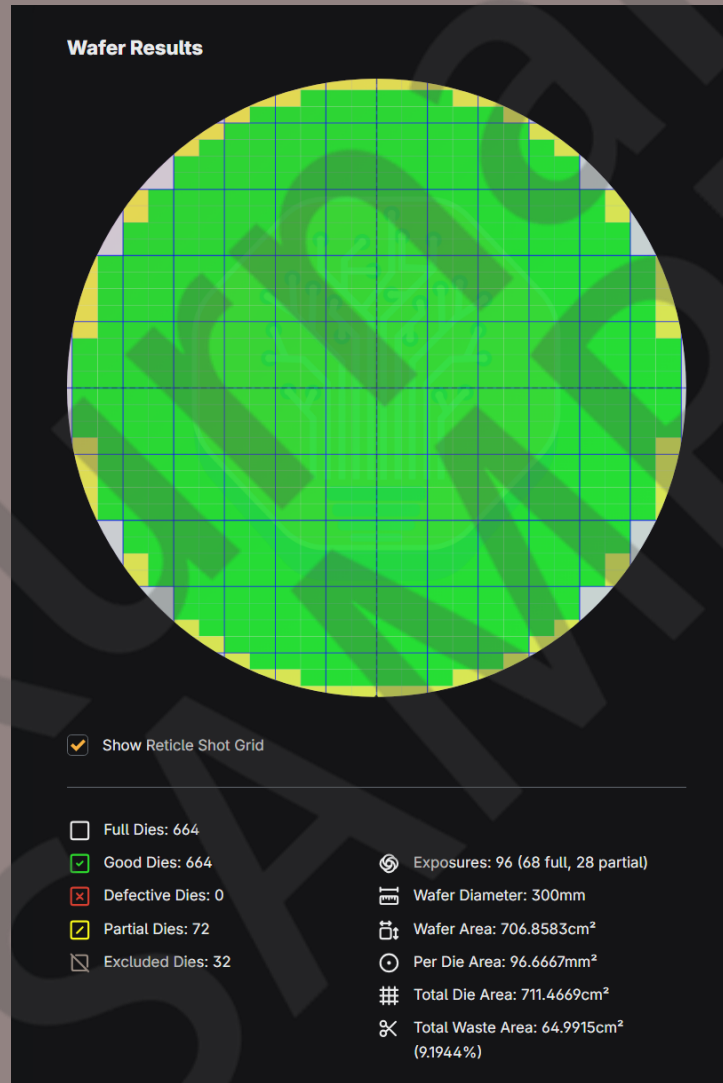 Wafer Results
Show Reticle Shot Grid
Full Dies: 664
Good Dies: 664
Defective Dies: 0
Partial Dies: 72
Excluded Dies: 32
Exposures: 96 (68 full, 28 partial)
Wafer Diameter: 300mm
Wafer Area: 706.8583cm²
Per Die Area: 96.6667mm²
Total Die Area: 711.4669cm²
Total Waste Area: 64.9915cm²
(9.1944%)